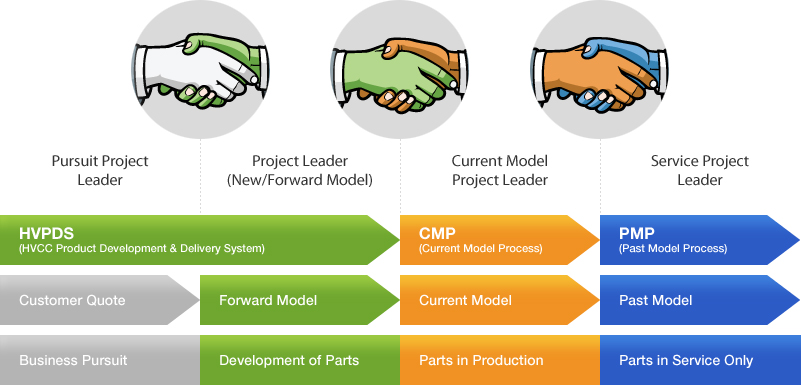 Pursuit Project
Leader
Project Leader
(New/Forward Model)
Current Model
Project Leader
Service Project
Leader
HVPDS
(HVCC Product Development & Delivery System)
CMP
(Current Model Process)
PMP
(Past Model Process)
Customer Quote
Forward Model
Current Model
Past Model
Business Pursuit
Development of Parts
Parts in Production
Parts in Service Only